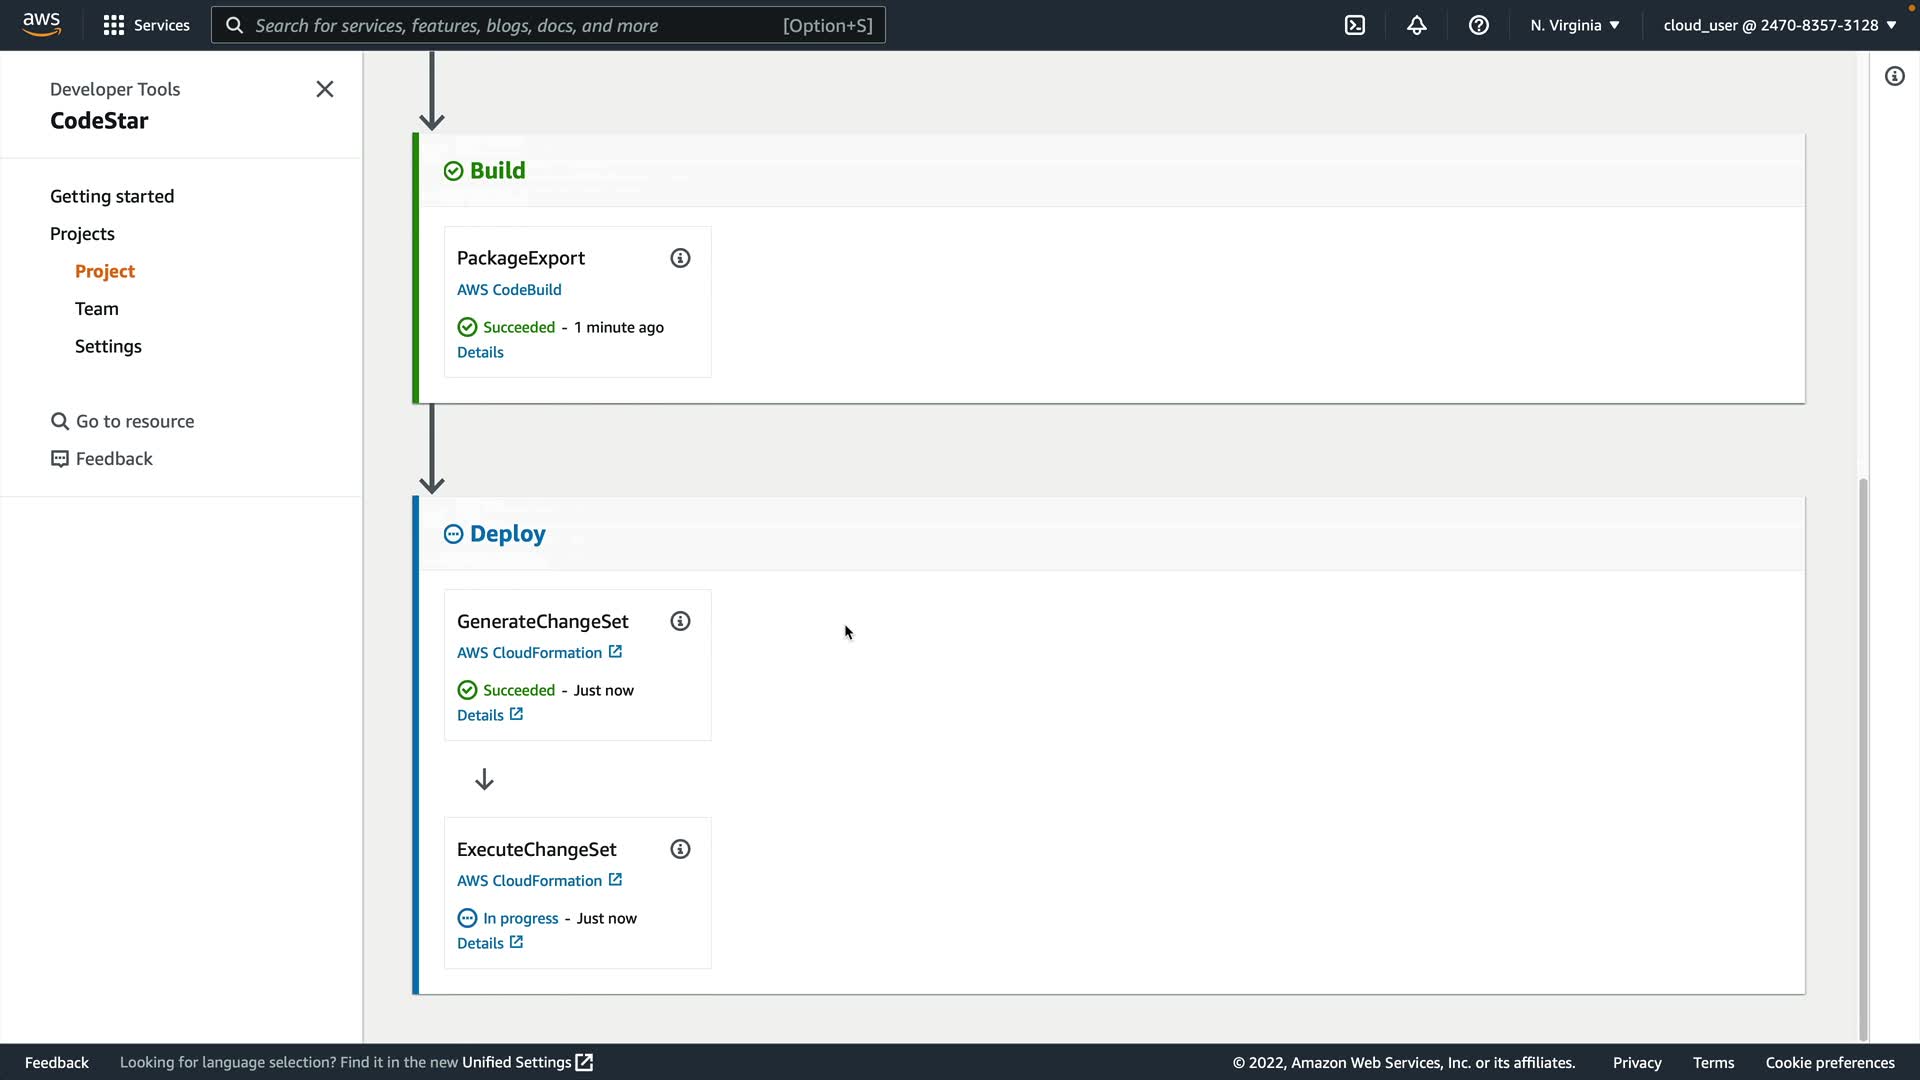 aws
Services
Search for services, features, blogs, docs, and more
[Option+S]
N. Virginia ▼
cloud_user @ 2470-8357-3128 ▼
Developer Tools
CodeStar
Getting started
Projects
Project
Team
Settings
Go to resource
Feedback
Build
PackageExport
AWS CodeBuild
Succeeded - 1 minute ago
Details
Deploy
GenerateChangeSet
AWS CloudFormation
Succeeded - Just now
Details
ExecuteChangeSet
AWS CloudFormation
In progress - Just now
Details
Feedback
Looking for language selection? Find it in the new Unified Settings
© 2022, Amazon Web Services, Inc. or its affiliates.
Privacy
Terms
Cookie preferences